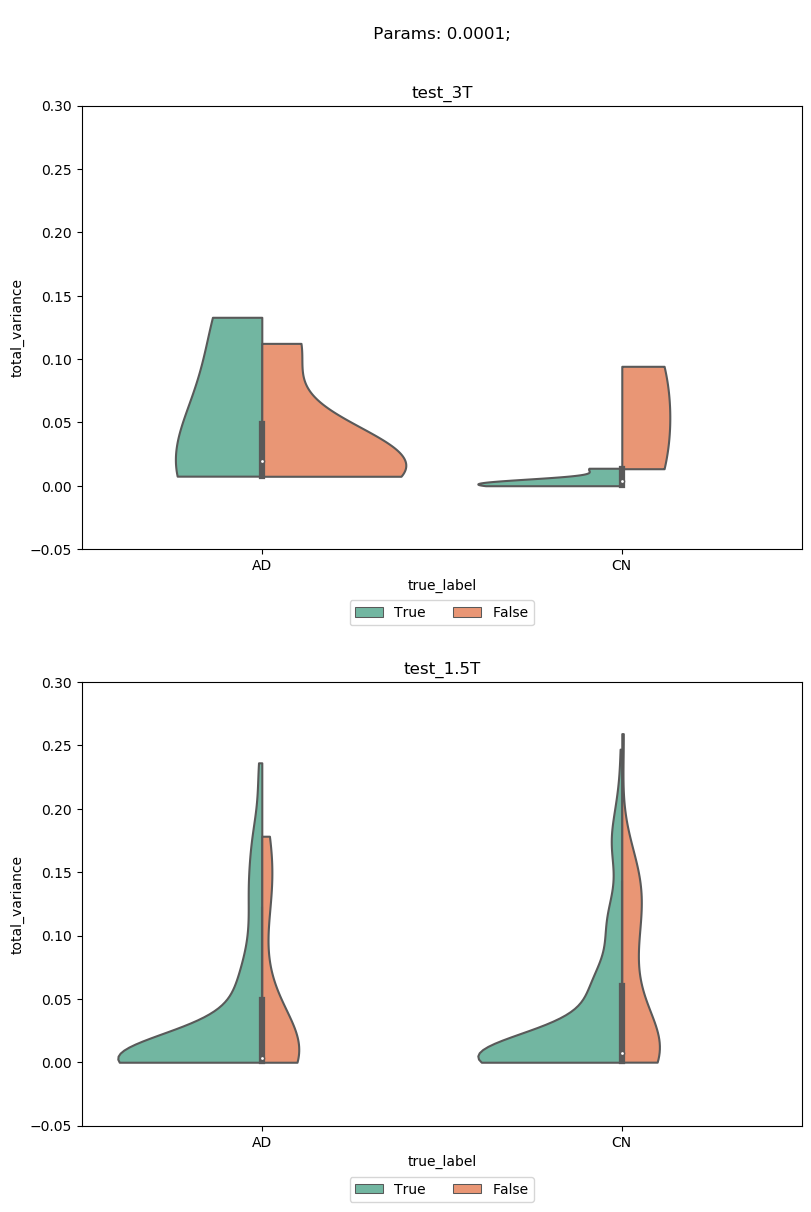 Params: 0.0001;
test_3T
0.30
0.25
0.20
0.15
0.10
0.05
0.00
−0.05
total_variance
AD CN
true_label
True False
test_1.5T
0.30
0.25
0.20
0.15
0.10
0.05
0.00
−0.05
total_variance
AD CN
true_label
True False